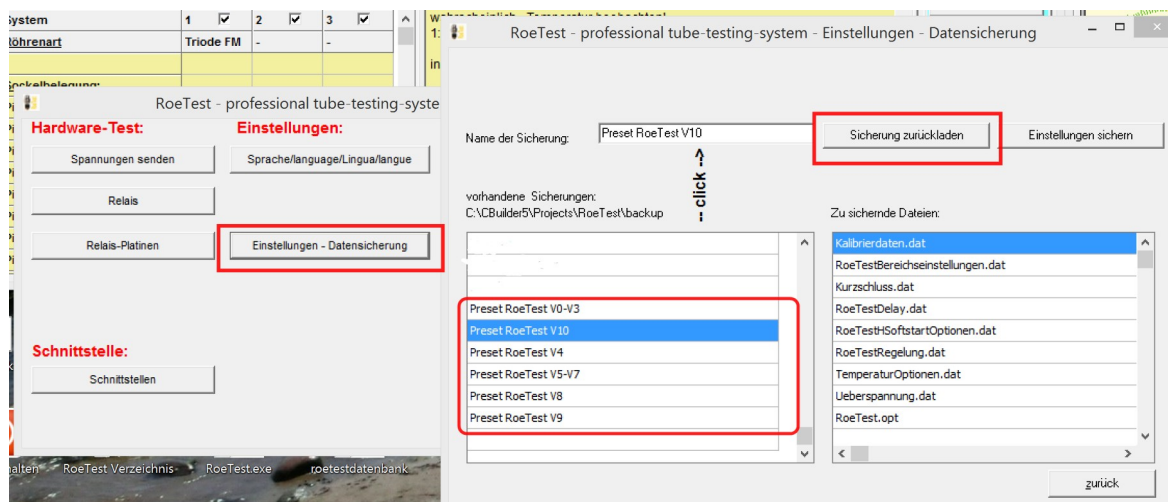 System 1 2 3
Röhrenart Triode FM - -
Sockelbelegung:
wahrscheinlich Temperatur beobachten!
1:
in
RoeTest - professional tube-testing-syste
Hardware-Test: Einstellungen:
Spannungen senden Sprache/language/Lingua/langue
Relais
Relais-Platinen Einstellungen - Datensicherung
Schnittstelle:
Schnittstellen
RoeTest Verzeichnis RoeTest.exe roetestdatenbank
RoeTest - professional tube-testing-system - Einstellungen - Datensicherung
Name der Sicherung: Preset RoeTest V10 Sicherung zurückladen Einstellungen sichern
-- click -->
vorhandene Sicherungen:
C:\CBuilder5\Projects\RoeTest\backup
Zu sichernde Dateien:
Preset RoeTest V0-V3
Preset RoeTest V10
Preset RoeTest V4
Preset RoeTest V5-V7
Preset RoeTest V8
Preset RoeTest V9
Kalibrierdaten.dat
RoeTestBereichseinstellungen.dat
Kurzschluss.dat
RoeTestDelay.dat
RoeTestHSoftstartOptionen.dat
RoeTestRegelung.dat
TemperaturOptionen.dat
Ueberspannung.dat
RoeTest.opt
zurück